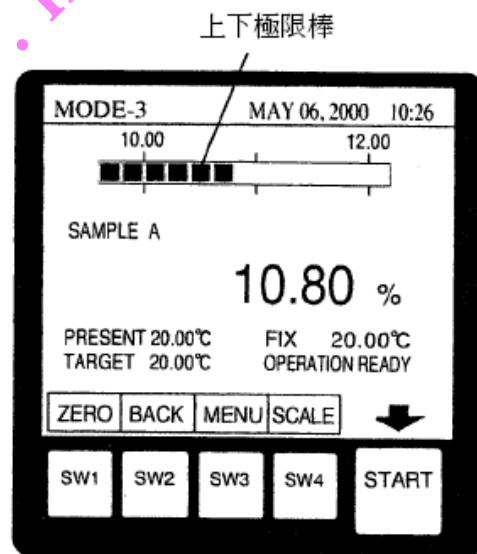 上下極限棒
MODE-3 MAY 06, 2000 10:26
10.00 12.00
SAMPLE A
10.80 %
PRESENT 20.00℃ FIX 20.00℃
TARGET 20.00℃ OPERATION READY
ZERO BACK MENU SCALE
SW1 SW2 SW3 SW4 START